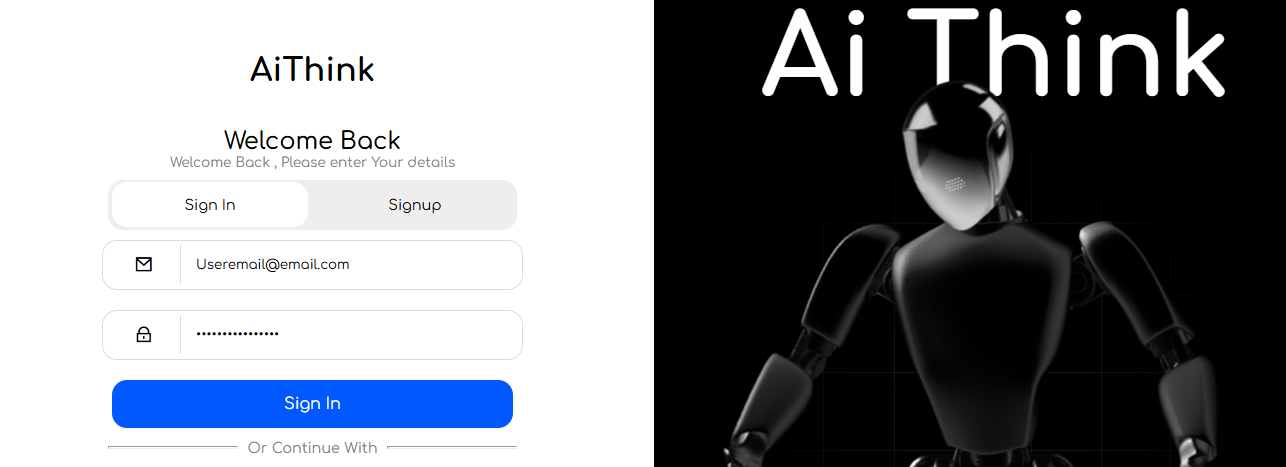 AiThink
Welcome Back
Welcome Back , Please enter Your details
Sign In
Signup
Useremail@email.com
••••••••••••••••
Sign In
Or Continue With
Ai Think